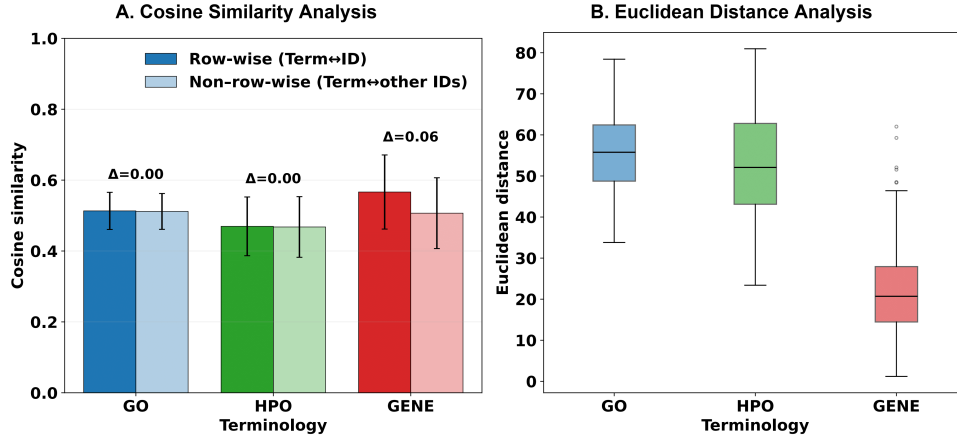 A. Cosine Similarity Analysis
1.0
0.8
0.6
0.4
0.2
0.0
Cosine similarity
Row-wise (Term↔ID)
Non–row-wise (Term↔other IDs)
Δ=0.00
Δ=0.00
Δ=0.06
GO
HPO
GENE
Terminology
B. Euclidean Distance Analysis
80
70
60
50
40
30
20
10
0
Euclidean distance
GO
HPO
GENE
Terminology